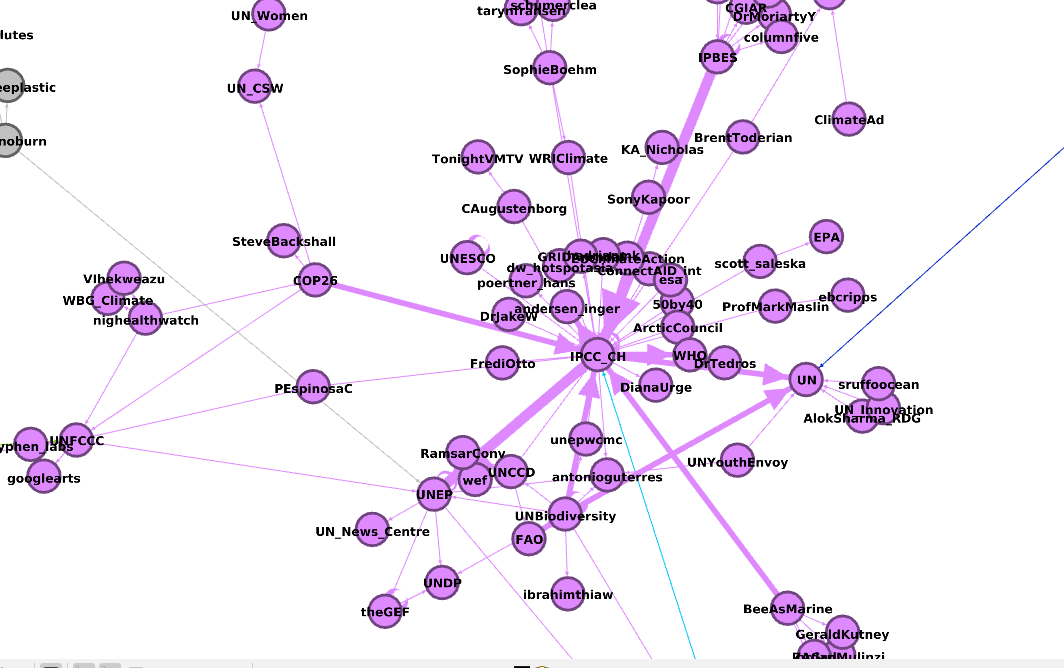 schumerclea
tarynfransen
CGIAR
DrMoriartyY
UN_Women
columnfive
lutes
IPBES
SophieBoehm
UN_CSW
eeplastic
ClimateAd
BrentToderian
noburn
KA_Nicholas
TonightVMTV
WRIClimate
SonyKapoor
CAugustenborg
EPA
SteveBackshall
UNESCO
scott_saleska
dw_hotspotasia
connectAID_int
VIhekweazu
COP26
poertner_hans
esa
WBG_Climate
ebcripps
50by40
ProfMarkMaslin
andersen_inger
DrJakeW
nighealthwatch
ArcticCouncil
IPCC_CH
WHO
FrediOtto
DrTedros
UN
sruffoocean
PEspinosaC
DianaUrge
UN_Innovation
AlokSharma_RDG
UNFCCC
unepwcmc
yphen_labs
RamsarConv
UNYouthEnvoy
UNCCD
antonioguterres
googlearts
wef
UNEP
UNBiodiversity
UN_News_Centre
FAO
UNDP
ibrahimthiaw
theGEF
BeeAsMarine
GeraldKutney